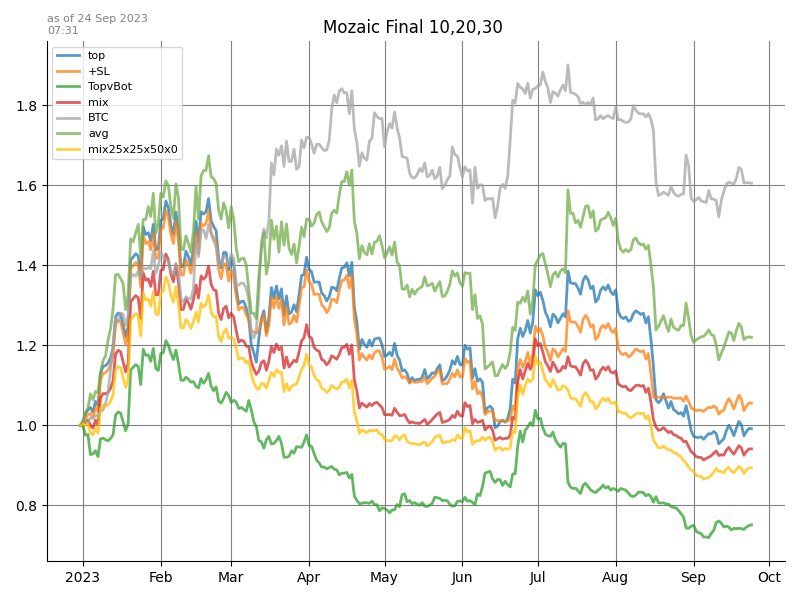 as of 24 Sep 2023
07:31
Mozaic Final 10,20,30
top
+SL
TopvBot
mix
BTC
avg
mix25x25x50x0
1.8
1.6
1.4
1.2
1.0
0.8
2023 Feb Mar Apr May Jun Jul Aug Sep Oct